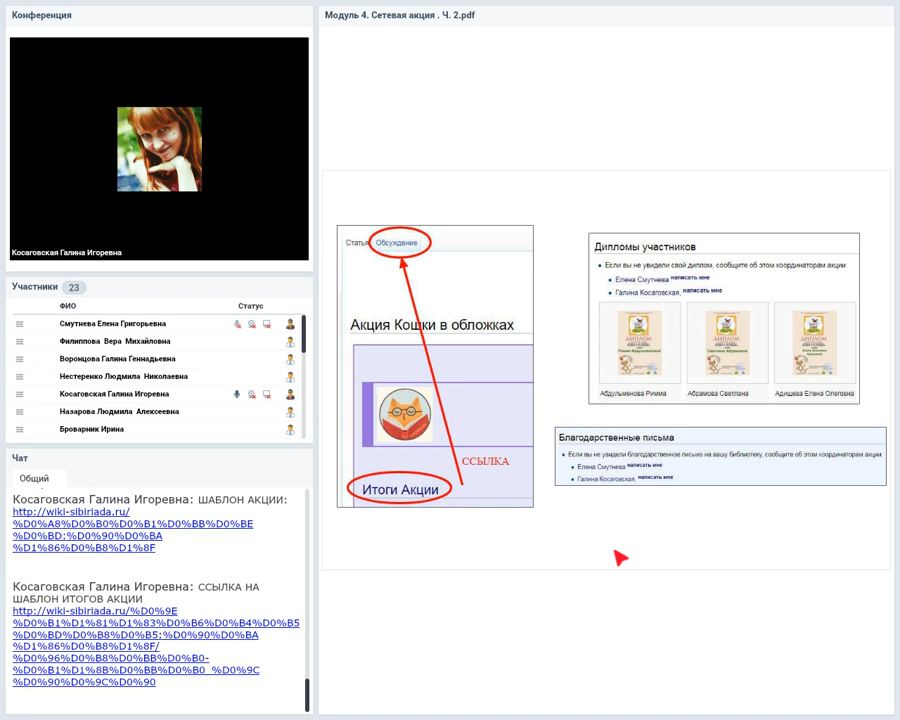 Конференция
Косаговская Галина Игоревна
Участники 23
ФИО Статус
Смутнева Елена Григорьевна
Филиппова Вера Михайловна
Воронцова Галина Геннадьевна
Нестеренко Людмила Николаевна
Косаговская Галина Игоревна
Назарова Людмила Алексеевна
Броварник Ирина
Чат
Общий
Косаговская Галина Игоревна: ШАБЛОН АКЦИИ:
http://wiki-sibiriada.ru/
%D0%A8%D0%B0%D0%B1%D0%BB%D0%BE
%D0%BD:%D0%90%D0%BA
%D1%86%D0%B8%D1%8F
Косаговская Галина Игоревна: ССЫЛКА НА
ШАБЛОН ИТОГОВ АКЦИИ
http://wiki-sibiriada.ru/%D0%9E
%D0%B1%D1%81%D1%83%D0%B6%D0%B4%D0%B5
%D0%BD%D0%B8%D0%B5:%D0%90%D0%BA
%D1%86%D0%B8%D1%8F/
%D0%96%D0%B8%D0%BB%D0%B0-
%D0%B1%D1%8B%D0%BB%D0%B0_%D0%9C
%D0%90%D0%9C%D0%90
Модуль 4. Сетевая акция . Ч. 2.pdf
Статья Обсуждение
Акция Кошки в обложках
ССЫЛКА
Итоги Акции
Дипломы участников
Если вы не увидели свой диплом, сообщите об этом координаторам акции
Елена Смутнева написать мне
Галина Косаговская, написать мне
ДИПЛОМ ДИПЛОМ ДИПЛОМ
Абдульменова Римма Абрамова Светлана Адищева Елена Олеговна
Благодарственные письма
Если вы не увидели благодарственное письмо на вашу библиотеку, сообщите об этом координаторам акции
Елена Смутнева написать мне
Галина Косаговская, написать мне